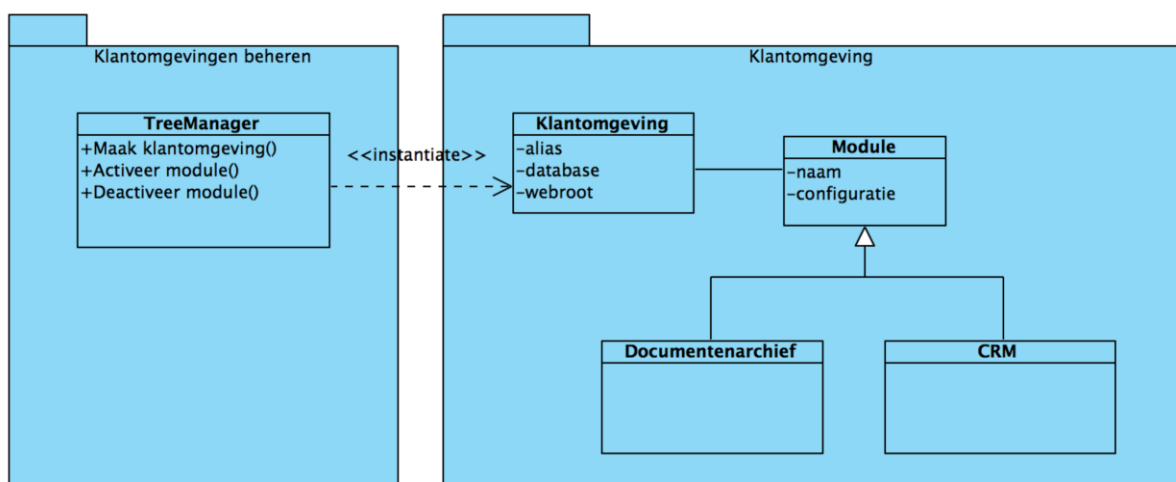 Klantomgevingen beheren
TreeManager
+Maak klantomgeving()
+Activeer module()
+Deactiveer module()
<<instantiate>>
Klantomgeving
Klantomgeving
-alias
-database
-webroot
Module
-naam
-configuratie
Documentenarchief
CRM